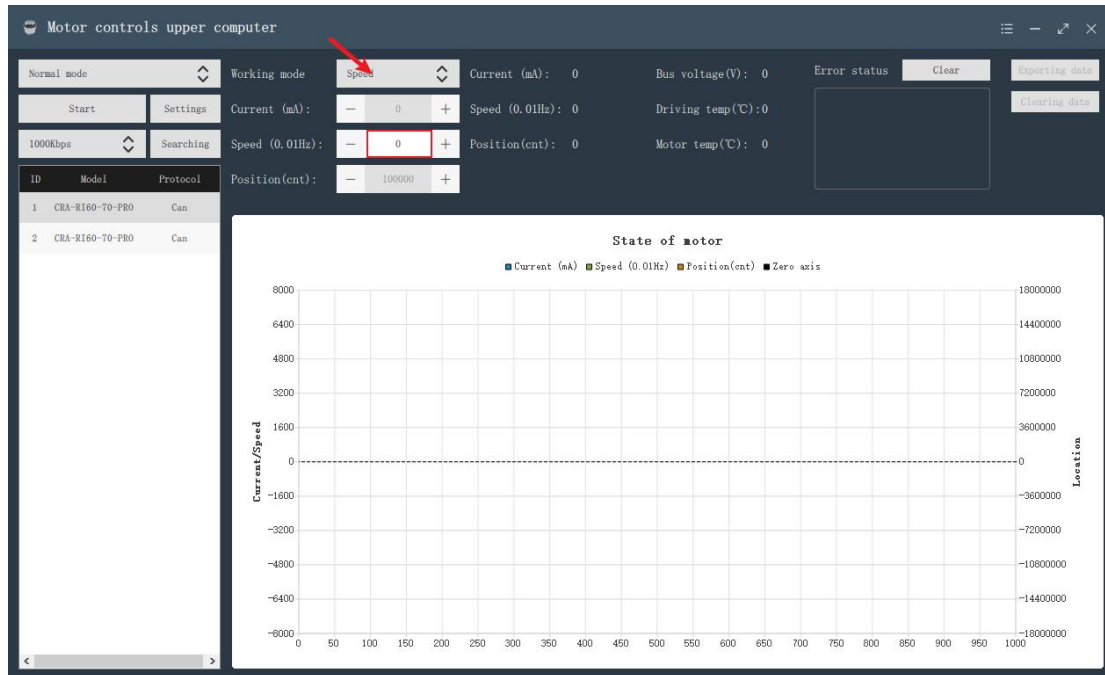 Motor controls upper computer
Normal mode
Working mode
Speed
Current (mA): 0
Bus voltage(V): 0
Error status
Clear
Exporting data
Start
Settings
Current (mA):
− 0 +
Speed (0.01Hz): 0
Driving temp(℃):0
Clearing data
1000Kbps
Searching
Speed (0.01Hz):
− 0 +
Position(cnt): 0
Motor temp(℃): 0
ID Model Protocol
Position(cnt):
− 100000 +
1 CRA-RI60-70-PRO Can
2 CRA-RI60-70-PRO Can
State of motor
Current (mA) Speed (0.01Hz) Position(cnt) Zero axis
8000 18000000
6400 14400000
4800 10800000
3200 7200000
1600 3600000
0 0
-1600 -3600000
-3200 -7200000
-4800 -10800000
-6400 -14400000
-8000 -18000000
Current/Speed
Location
0 50 100 150 200 250 300 350 400 450 500 550 600 650 700 750 800 850 900 950 1000